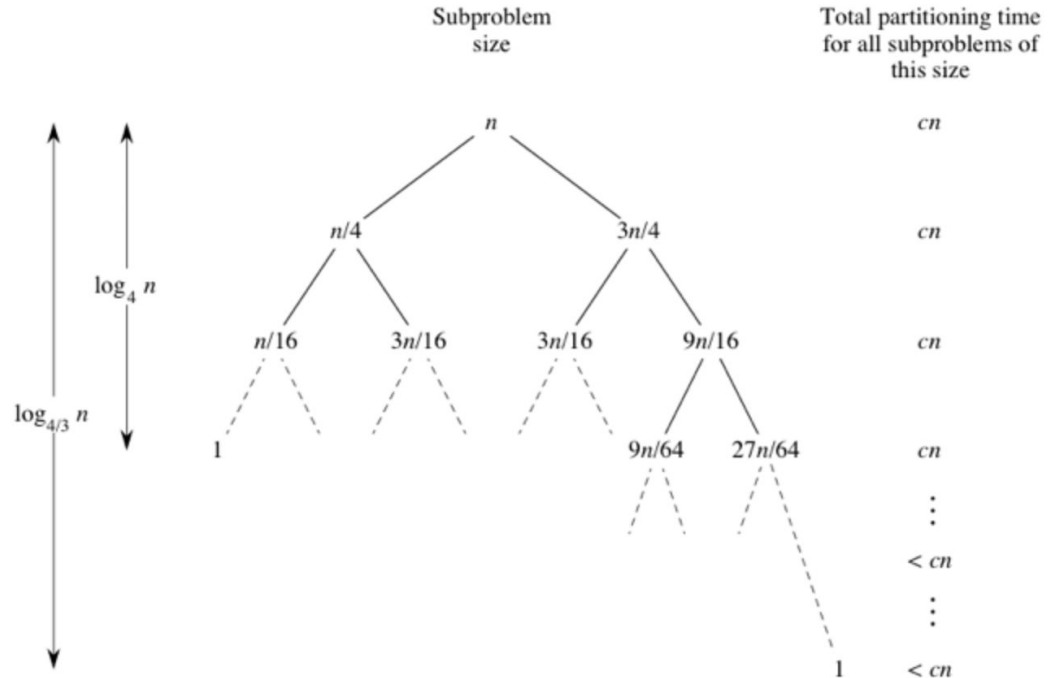 Subproblem
size
Total partitioning time
for all subproblems of
this size
n
cn
n/4
3n/4
cn
log₄ n
n/16
3n/16
3n/16
9n/16
cn
log₄/₃ n
1
9n/64
27n/64
cn
⋮
< cn
⋮
1
< cn